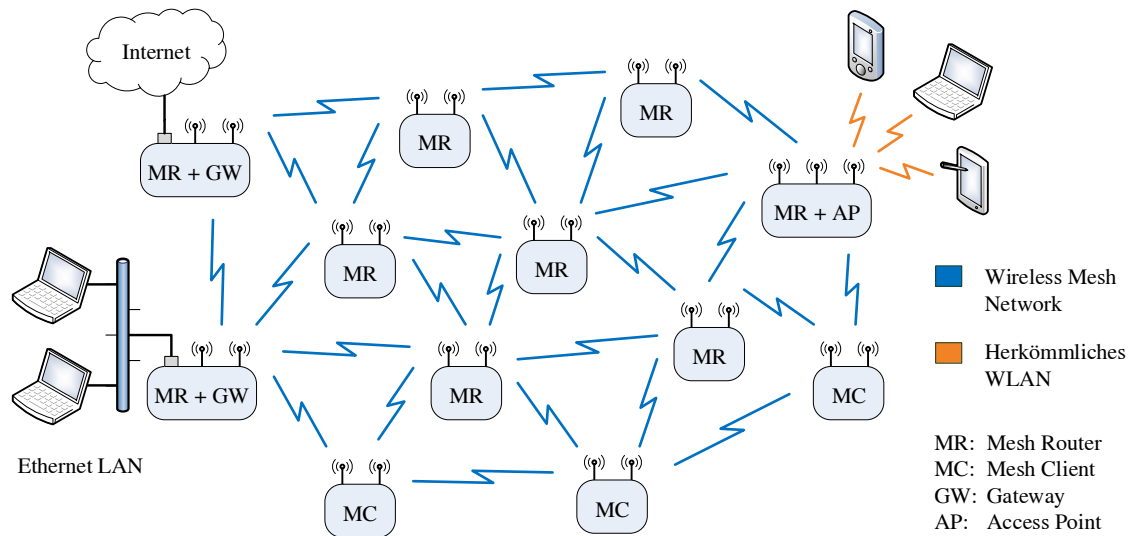 Internet
MR
MR
MR + GW
MR + AP
MR
MR
Wireless Mesh
Network
MR
Herkömmliches
WLAN
MR + GW
MR
MC
Ethernet LAN
MC
MC
MR: Mesh Router
MC: Mesh Client
GW: Gateway
AP: Access Point